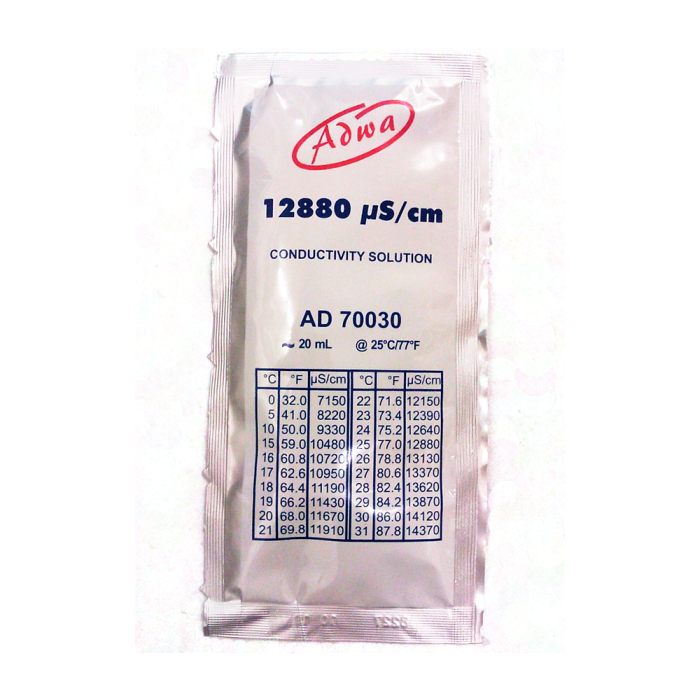 Adwa
12880 µS/cm
CONDUCTIVITY SOLUTION
AD 70030
~ 20 mL @ 25°C/77°F
°C °F µS/cm °C °F µS/cm
0 32.0 7150 22 71.6 12150
5 41.0 8220 23 73.4 12390
10 50.0 9330 24 75.2 12640
15 59.0 10480 25 77.0 12880
16 60.8 10720 26 78.8 13130
17 62.6 10950 27 80.6 13370
18 64.4 11190 28 82.4 13620
19 66.2 11430 29 84.2 13870
20 68.0 11670 30 86.0 14120
21 69.8 11910 31 87.8 14370